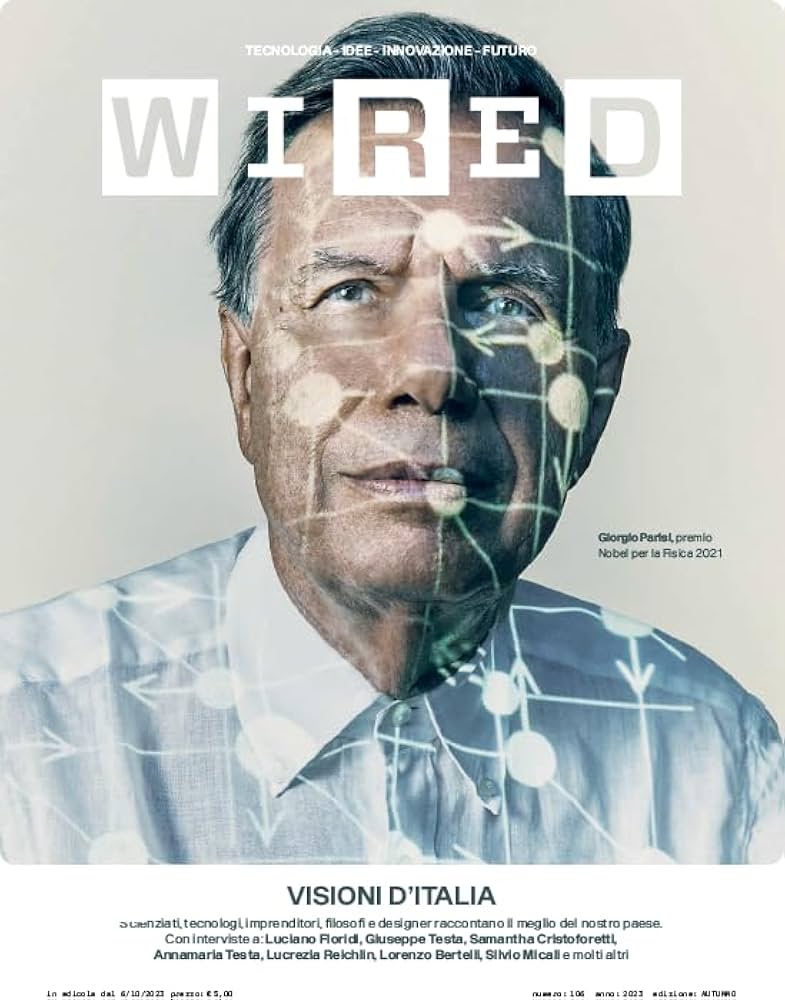 TECNOLOGIA - IDEE - INNOVAZIONE - FUTURO
WIRED
Giorgio Parisi, premio
Nobel per la Fisica 2021
VISIONI D'ITALIA
Scienziati, tecnologi, imprenditori, filosofi e designer raccontano il meglio del nostro paese.
Con interviste a: Luciano Floridi, Giuseppe Testa, Samantha Cristoforetti,
Annamaria Testa, Lucrezia Reichlin, Lorenzo Bertelli, Silvio Micali e molti altri
in edicola dal 6/10/2023 prezzo: € 5,00 numero: 106 anno: 2023 edizione: AUTUNNO